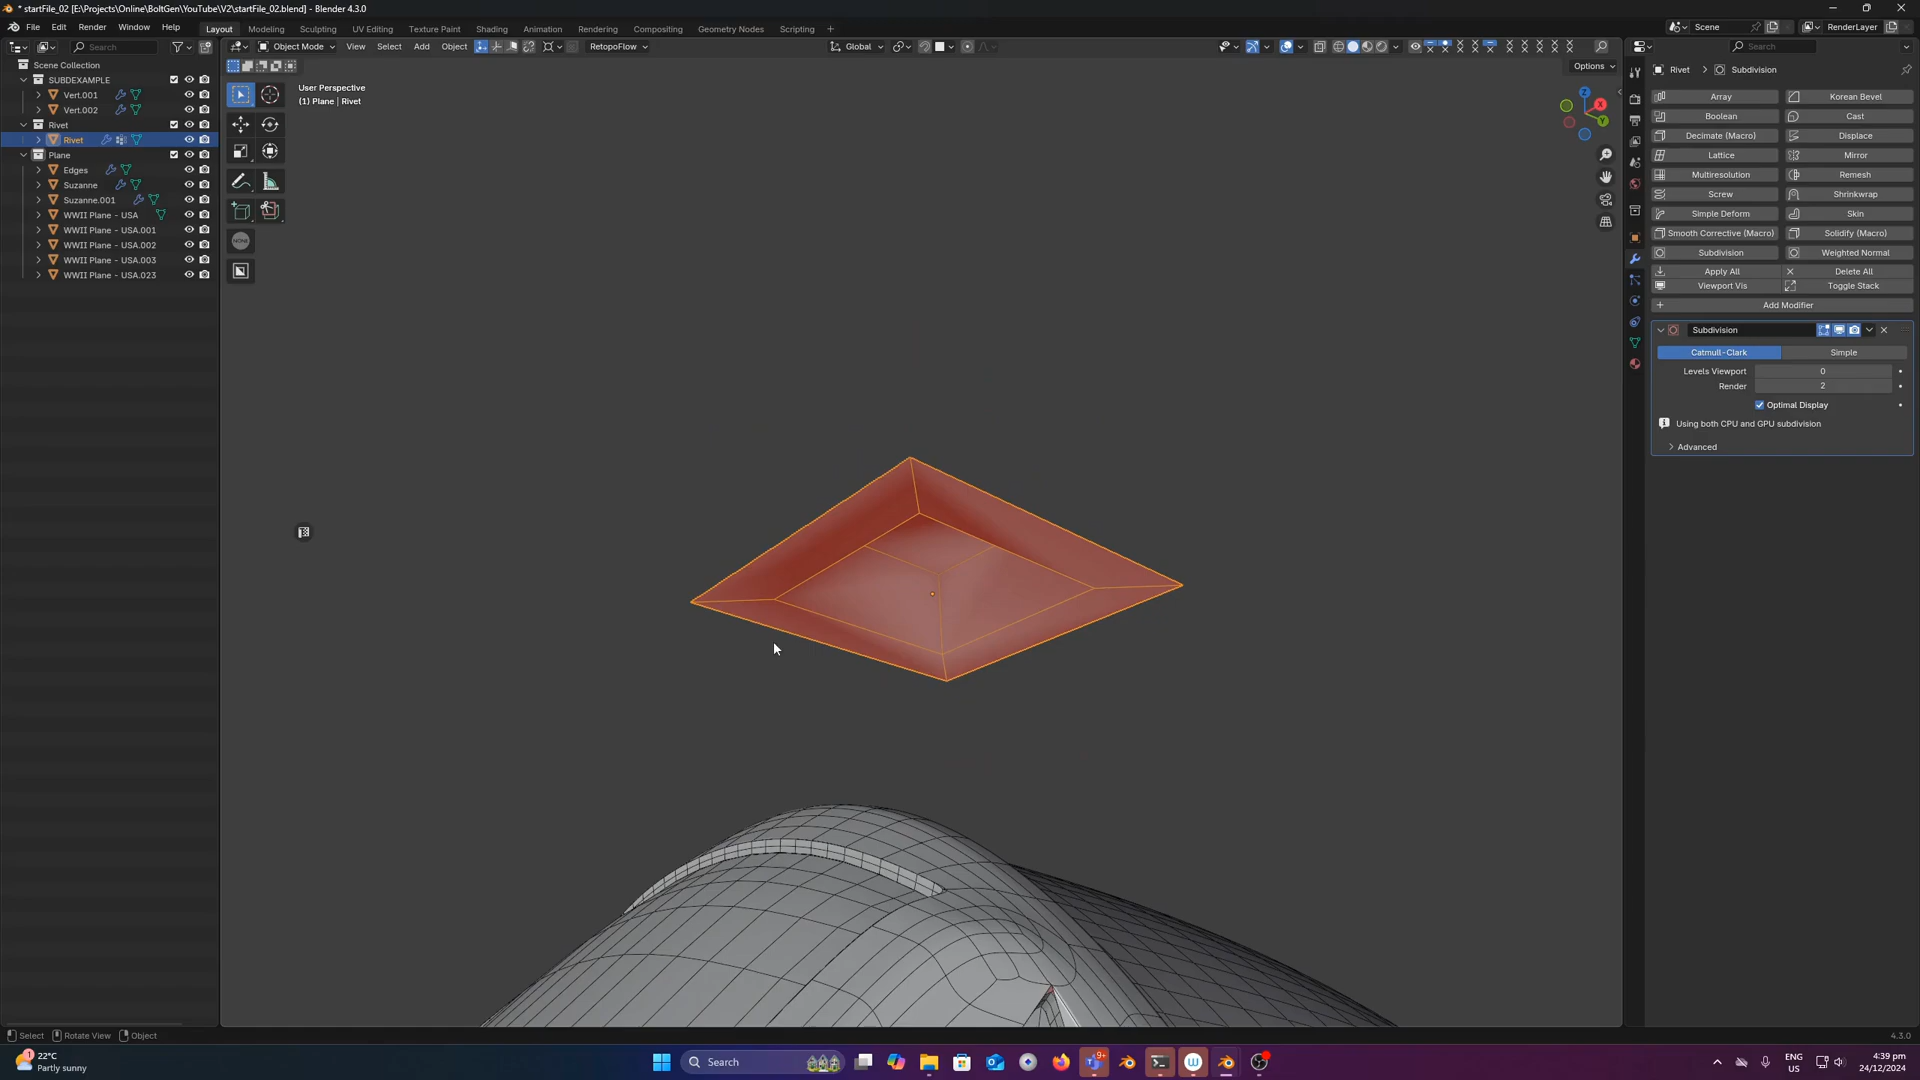 * startFile_02 [E:\Projects\Online\BoltGen\YouTube\V2\startFile_02.blend] - Blender 4.3.0
File Edit Render Window Help
Layout Modeling Sculpting UV Editing Texture Paint Shading Animation Rendering Compositing Geometry Nodes Scripting +
Scene
RenderLayer
Search
Object Mode View Select Add Object RetopoFlow
Global
Search
Options
Scene Collection
SUBDEXAMPLE
Vert.001
Vert.002
Rivet
Rivet
Plane
Edges
Suzanne
Suzanne.001
WWII Plane - USA
WWII Plane - USA.001
WWII Plane - USA.002
WWII Plane - USA.003
WWII Plane - USA.023
User Perspective
(1) Plane | Rivet
NONE
Z
X
Y
Rivet > Subdivision
Array Korean Bevel
Boolean Cast
Decimate (Macro) Displace
Lattice Mirror
Multiresolution Remesh
Screw Shrinkwrap
Simple Deform Skin
Smooth Corrective (Macro) Solidify (Macro)
Subdivision Weighted Normal
Apply All Delete All
Viewport Vis Toggle Stack
Add Modifier
Subdivision
Catmull-Clark Simple
Levels Viewport 0
Render 2
Optimal Display
Using both CPU and GPU subdivision
Advanced
Select Rotate View Object
4.3.0
1
22°C
Partly sunny
Search
9+
ENG
US
4:39 pm
24/12/2024